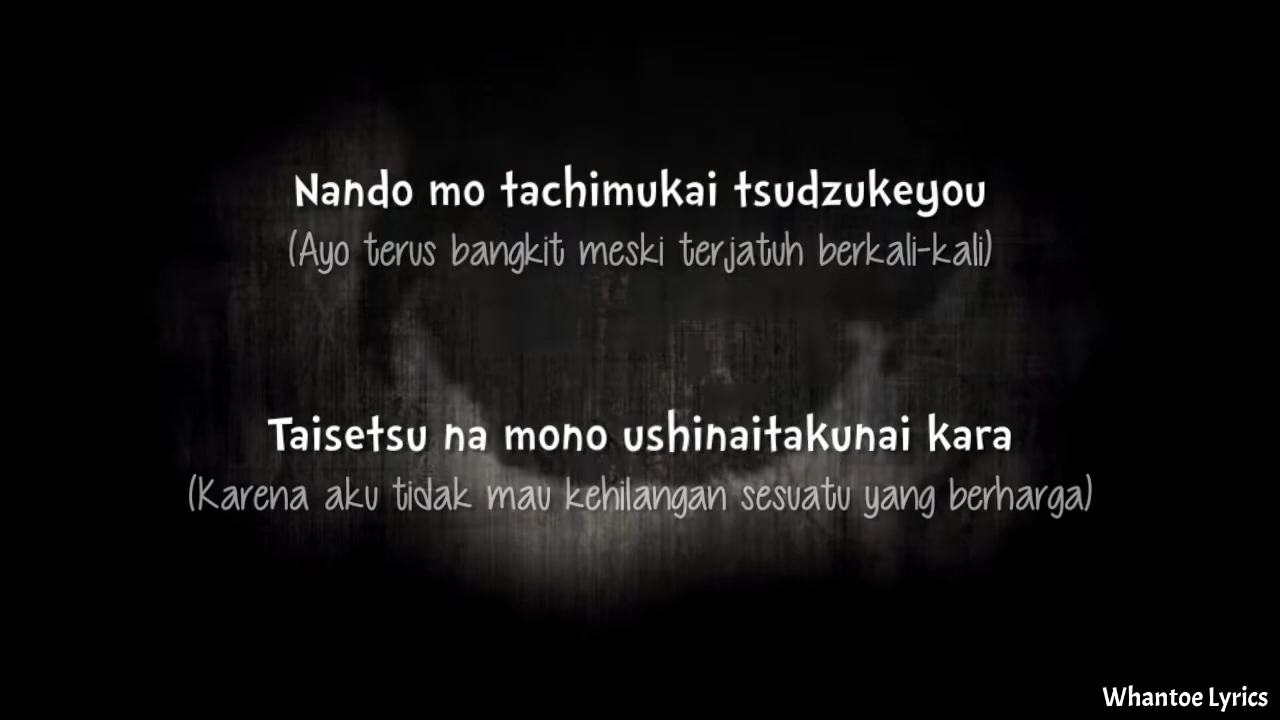 Nando mo tachimukai tsudzukeyou
(Ayo terus bangkit meski terjatuh berkali-kali)
Taisetsu na mono ushinaitakunai kara
(Karena aku tidak mau kehilangan sesuatu yang berharga)
Whantoe Lyrics